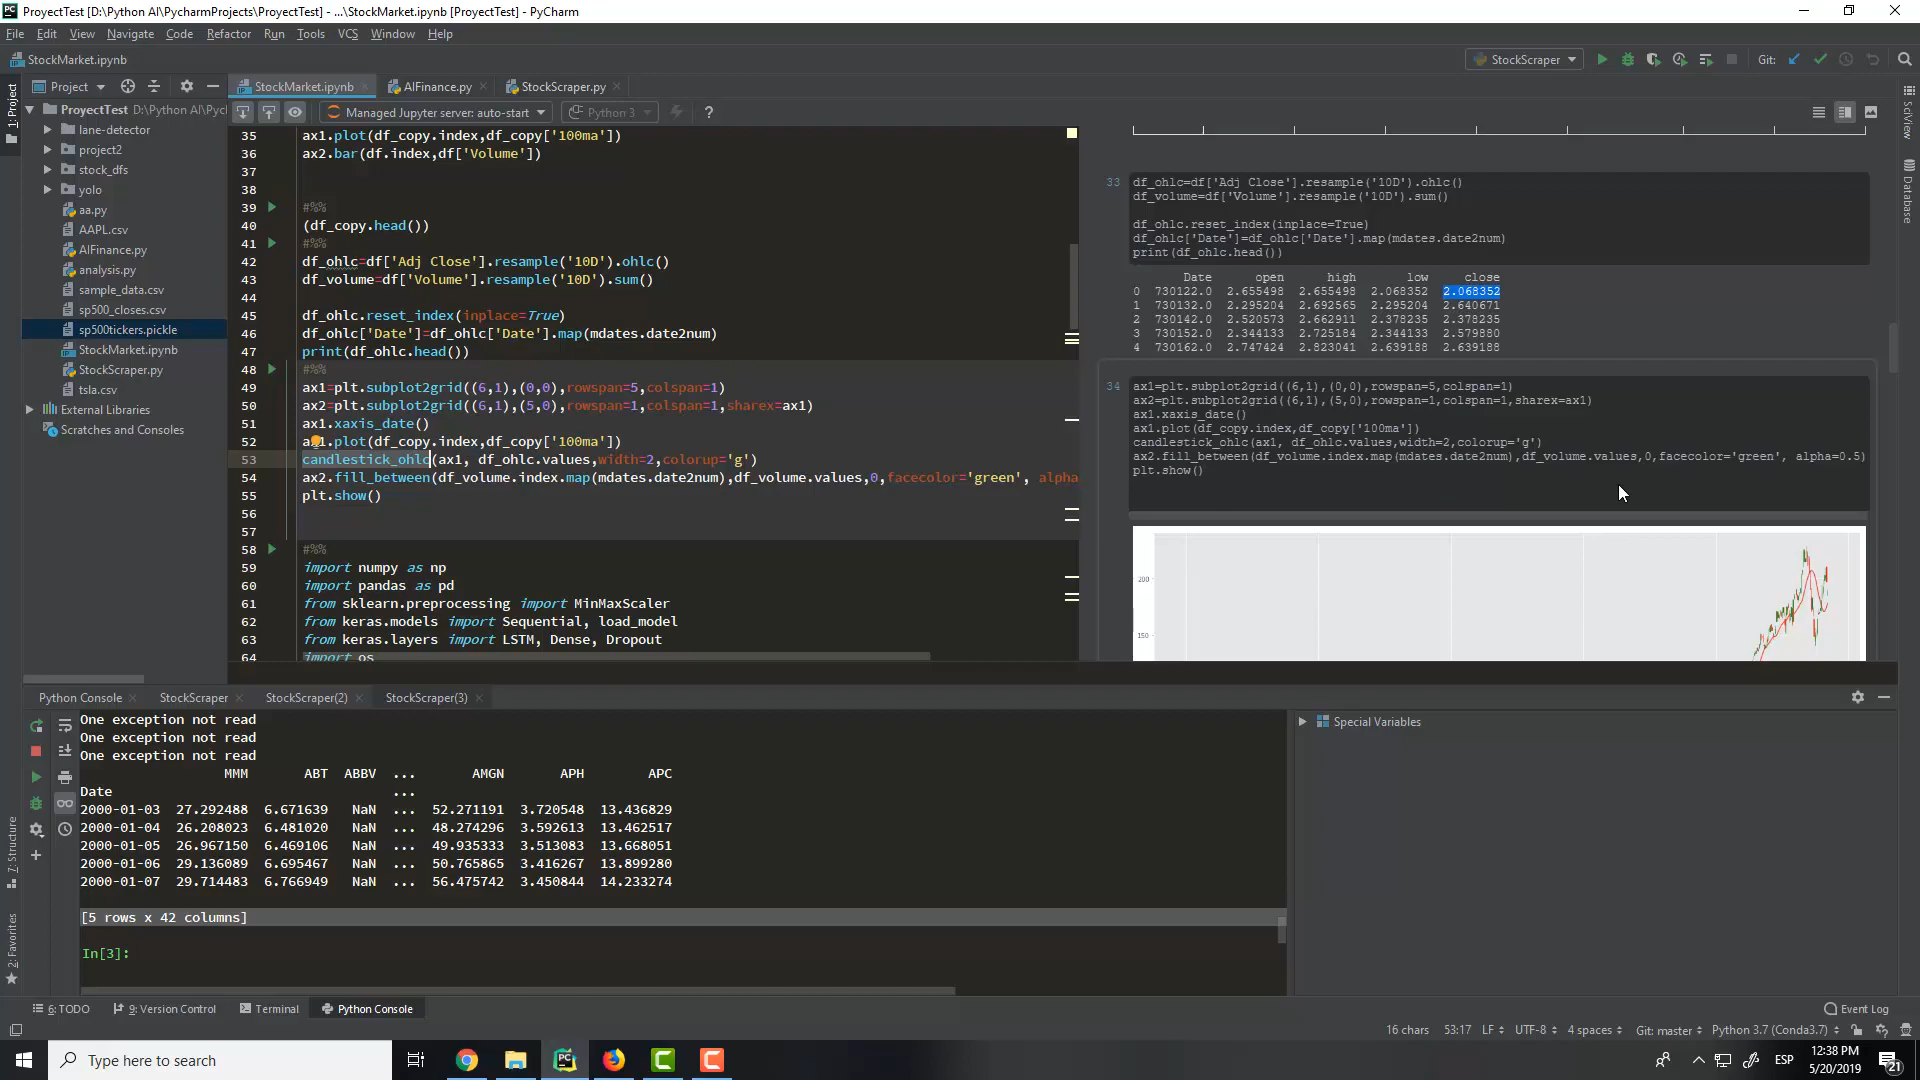 ProyectTest [D:\Python AI\PycharmProjects\ProyectTest] - ...\StockMarket.ipynb [ProyectTest] - PyCharm
File Edit View Navigate Code Refactor Run Tools VCS Window Help
StockMarket.ipynb
StockScraper
Git:
1: Project
Project
StockMarket.ipynb
AIFinance.py
StockScraper.py
ProyectTest D:\Python AI\Pyc
lane-detector
project2
stock_dfs
yolo
aa.py
AAPL.csv
AIFinance.py
analysis.py
sample_data.csv
sp500_closes.csv
sp500tickers.pickle
StockMarket.ipynb
StockScraper.py
tsla.csv
External Libraries
Scratches and Consoles
Managed Jupyter server: auto-start
Python 3
?
35 ax1.plot(df_copy.index,df_copy['100ma'])
36 ax2.bar(df.index,df['Volume'])
37
38
39 #%%
40 (df_copy.head())
41 #%%
42 df_ohlc=df['Adj Close'].resample('10D').ohlc()
43 df_volume=df['Volume'].resample('10D').sum()
44
45 df_ohlc.reset_index(inplace=True)
46 df_ohlc['Date']=df_ohlc['Date'].map(mdates.date2num)
47 print(df_ohlc.head())
48 #%%
49 ax1=plt.subplot2grid((6,1),(0,0),rowspan=5,colspan=1)
50 ax2=plt.subplot2grid((6,1),(5,0),rowspan=1,colspan=1,sharex=ax1)
51 ax1.xaxis_date()
52 ax1.plot(df_copy.index,df_copy['100ma'])
53 candlestick_ohlc(ax1, df_ohlc.values,width=2,colorup='g')
54 ax2.fill_between(df_volume.index.map(mdates.date2num),df_volume.values,0,facecolor='green', alpha
55 plt.show()
56
57
58 #%%
59 import numpy as np
60 import pandas as pd
61 from sklearn.preprocessing import MinMaxScaler
62 from keras.models import Sequential, load_model
63 from keras.layers import LSTM, Dense, Dropout
64 import os
33 df_ohlc=df['Adj Close'].resample('10D').ohlc()
df_volume=df['Volume'].resample('10D').sum()
df_ohlc.reset_index(inplace=True)
df_ohlc['Date']=df_ohlc['Date'].map(mdates.date2num)
print(df_ohlc.head())
Date open high low close
0 730122.0 2.655498 2.655498 2.068352 2.068352
1 730132.0 2.295204 2.692565 2.295204 2.640671
2 730142.0 2.520573 2.662911 2.378235 2.378235
3 730152.0 2.344133 2.725184 2.344133 2.579880
4 730162.0 2.747424 2.823041 2.639188 2.639188
34 ax1=plt.subplot2grid((6,1),(0,0),rowspan=5,colspan=1)
ax2=plt.subplot2grid((6,1),(5,0),rowspan=1,colspan=1,sharex=ax1)
ax1.xaxis_date()
ax1.plot(df_copy.index,df_copy['100ma'])
candlestick_ohlc(ax1, df_ohlc.values,width=2,colorup='g')
ax2.fill_between(df_volume.index.map(mdates.date2num),df_volume.values,0,facecolor='green', alpha=0.5)
plt.show()
200
150
SciView
Database
Python Console StockScraper StockScraper(2) StockScraper(3)
One exception not read
One exception not read
One exception not read
MMM ABT ABBV ... AMGN APH APC
Date ...
2000-01-03 27.292488 6.671639 NaN ... 52.271191 3.720548 13.436829
2000-01-04 26.208023 6.481020 NaN ... 48.274296 3.592613 13.462517
2000-01-05 26.967150 6.469106 NaN ... 49.935333 3.513083 13.668051
2000-01-06 29.136089 6.695467 NaN ... 50.765865 3.416267 13.899280
2000-01-07 29.714483 6.766949 NaN ... 56.475742 3.450844 14.233274
[5 rows x 42 columns]
In[3]:
Special Variables
7: Structure
2: Favorites
6: TODO 9: Version Control Terminal Python Console
Event Log
16 chars 53:17 LF UTF-8 4 spaces Git: master Python 3.7 (Conda3.7)
Type here to search
PC
ESP
12:38 PM
5/20/2019
21